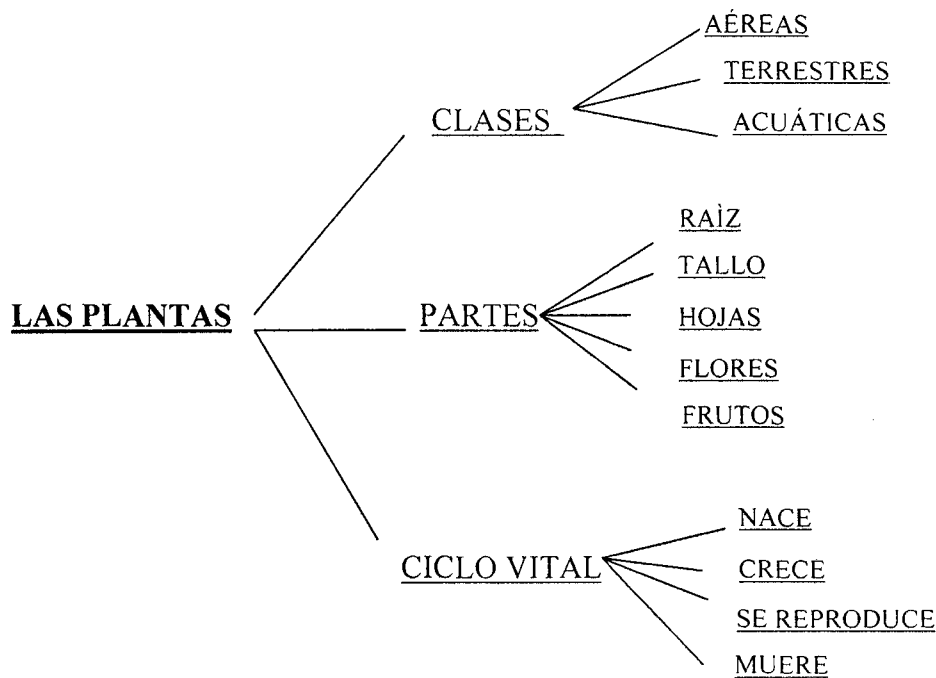 AÉREAS
TERRESTRES
CLASES
ACUÁTICAS
RAÌZ
TALLO
LAS PLANTAS
PARTES
HOJAS
FLORES
FRUTOS
NACE
CICLO VITAL
CRECE
SE REPRODUCE
MUERE